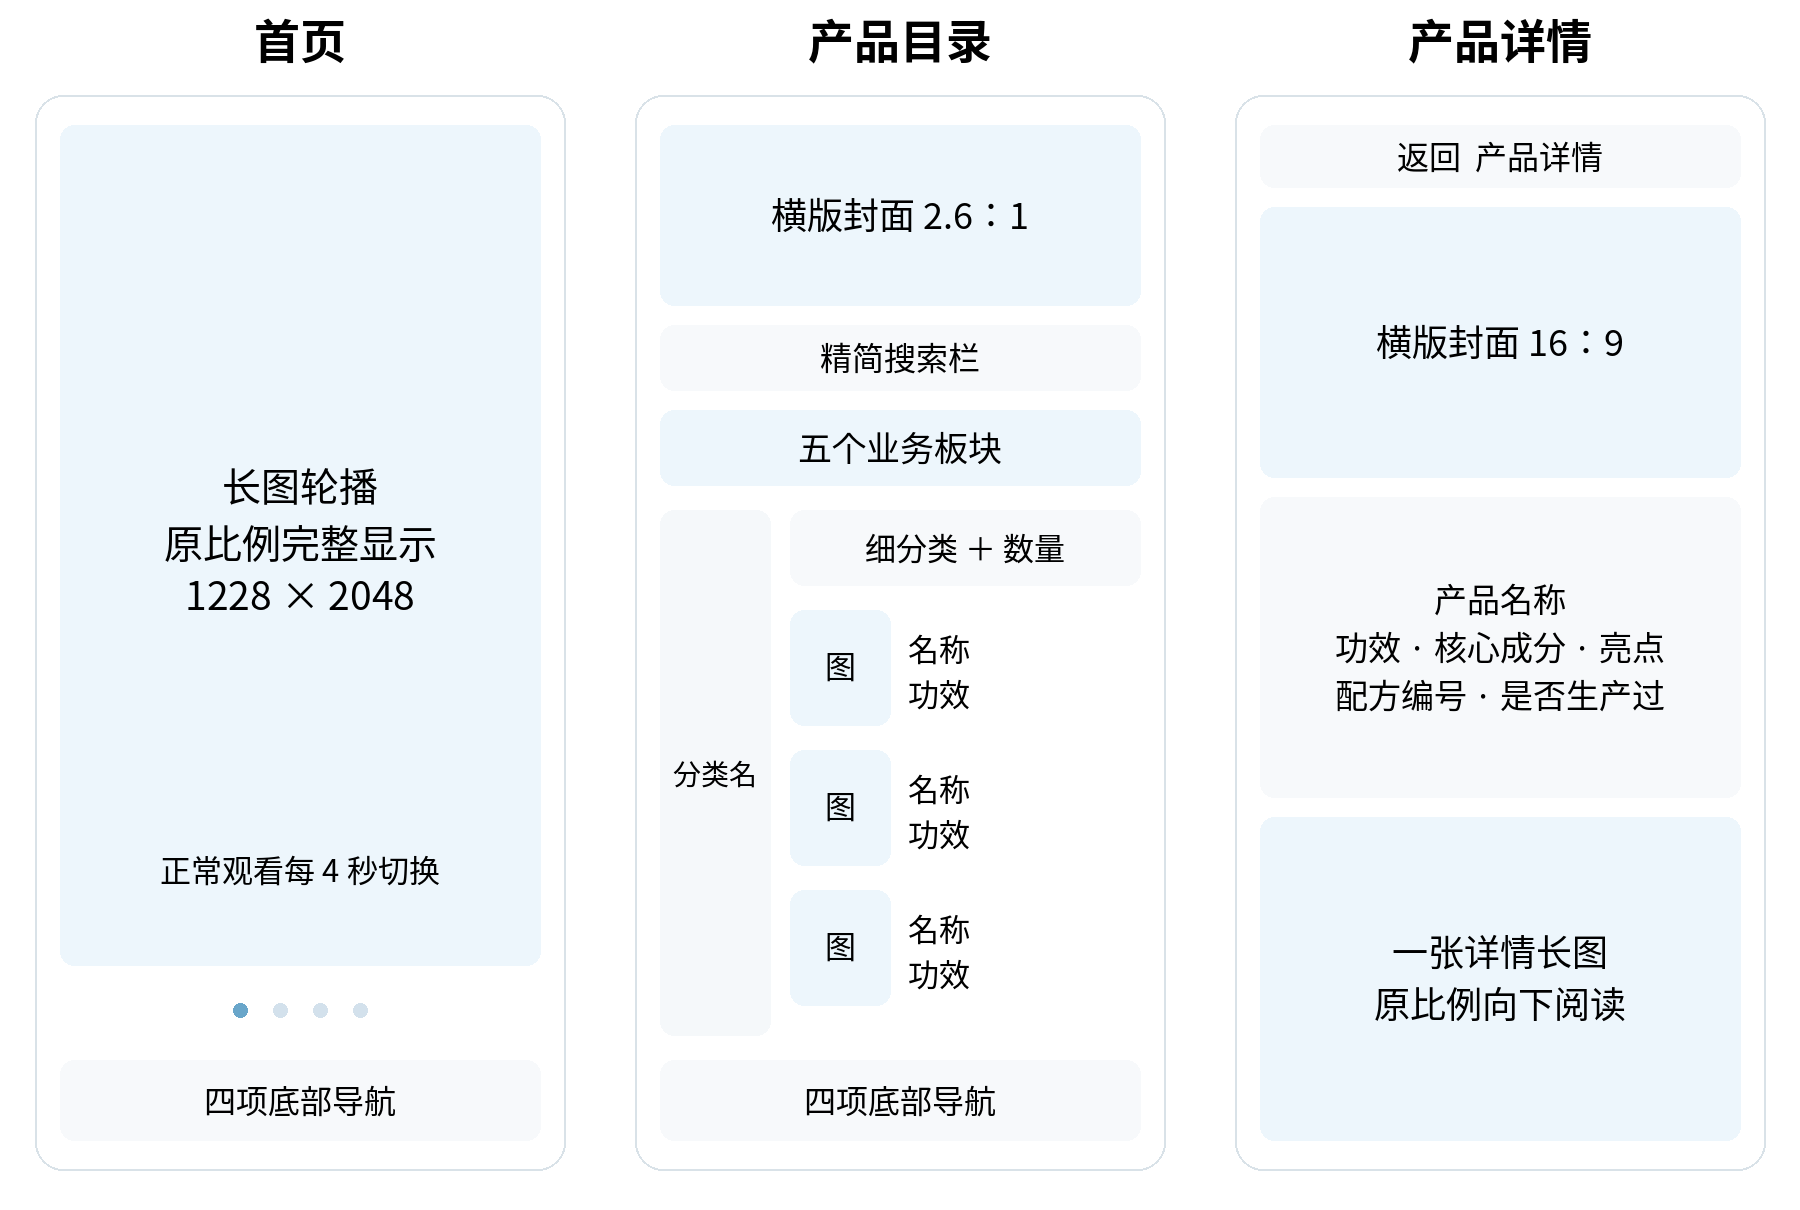 首页
长图轮播
原比例完整显示
1228 × 2048
正常观看每 4 秒切换
四项底部导航
产品目录
横版封面 2.6：1
精简搜索栏
五个业务板块
分类名
细分类 ＋ 数量
图
名称
功效
图
名称
功效
图
名称
功效
四项底部导航
产品详情
返回 产品详情
横版封面 16：9
产品名称
功效 · 核心成分 · 亮点
配方编号 · 是否生产过
一张详情长图
原比例向下阅读